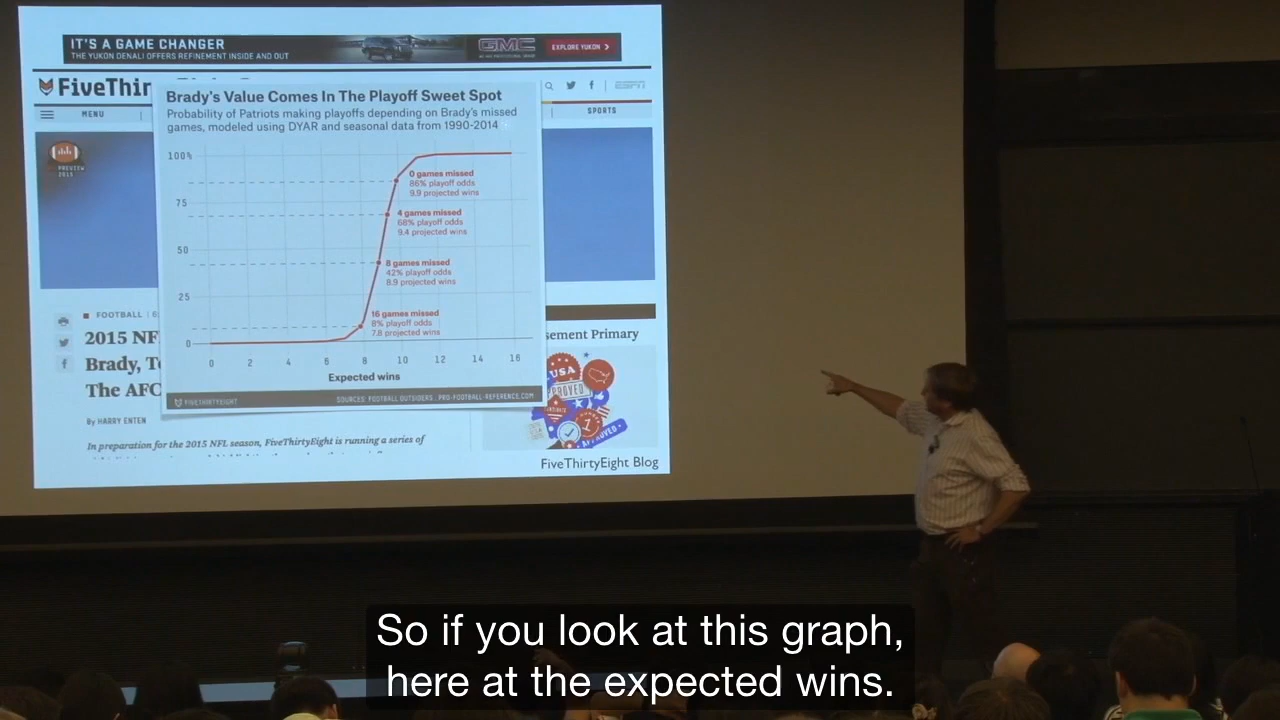 IT'S A GAME CHANGER
THE YUKON DENALI OFFERS REFINEMENT INSIDE AND OUT
GMC
EXPLORE YUKON >
FiveThir
MENU
SPORTS
PREVIEW
2015
Brady's Value Comes In The Playoff Sweet Spot
Probability of Patriots making playoffs depending on Brady's missed
games, modeled using DYAR and seasonal data from 1990-2014
100%
75
50
25
0
0 games missed
86% playoff odds
9.9 projected wins
4 games missed
68% playoff odds
9.4 projected wins
8 games missed
42% playoff odds
8.9 projected wins
16 games missed
8% playoff odds
7.8 projected wins
0 2 4 6 8 10 12 14 16
Expected wins
FIVETHIRTYEIGHT
SOURCES: FOOTBALL OUTSIDERS, PRO-FOOTBALL-REFERENCE.COM
FOOTBALL
2015 NF
Brady, T
The AFC
By HARRY ENTEN
In preparation for the 2015 NFL season, FiveThirtyEight is running a series of
sement Primary
USA
APPROVED
1
APPROVED
FiveThirtyEight Blog
So if you look at this graph,
here at the expected wins.